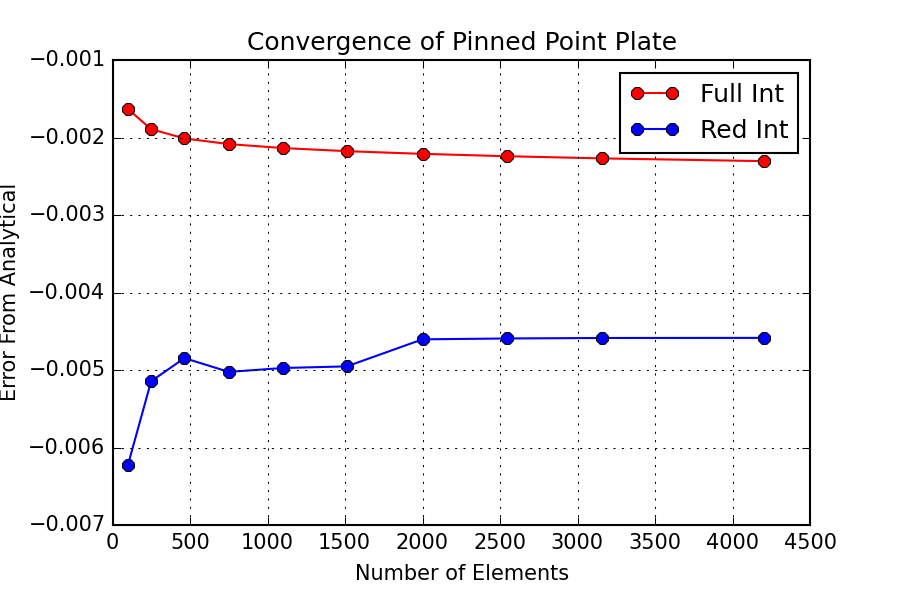 Convergence of Pinned Point Plate
−0.001
−0.002
−0.003
−0.004
−0.005
−0.006
−0.007
Error From Analytical
Full Int
Red Int
0 500 1000 1500 2000 2500 3000 3500 4000 4500
Number of Elements